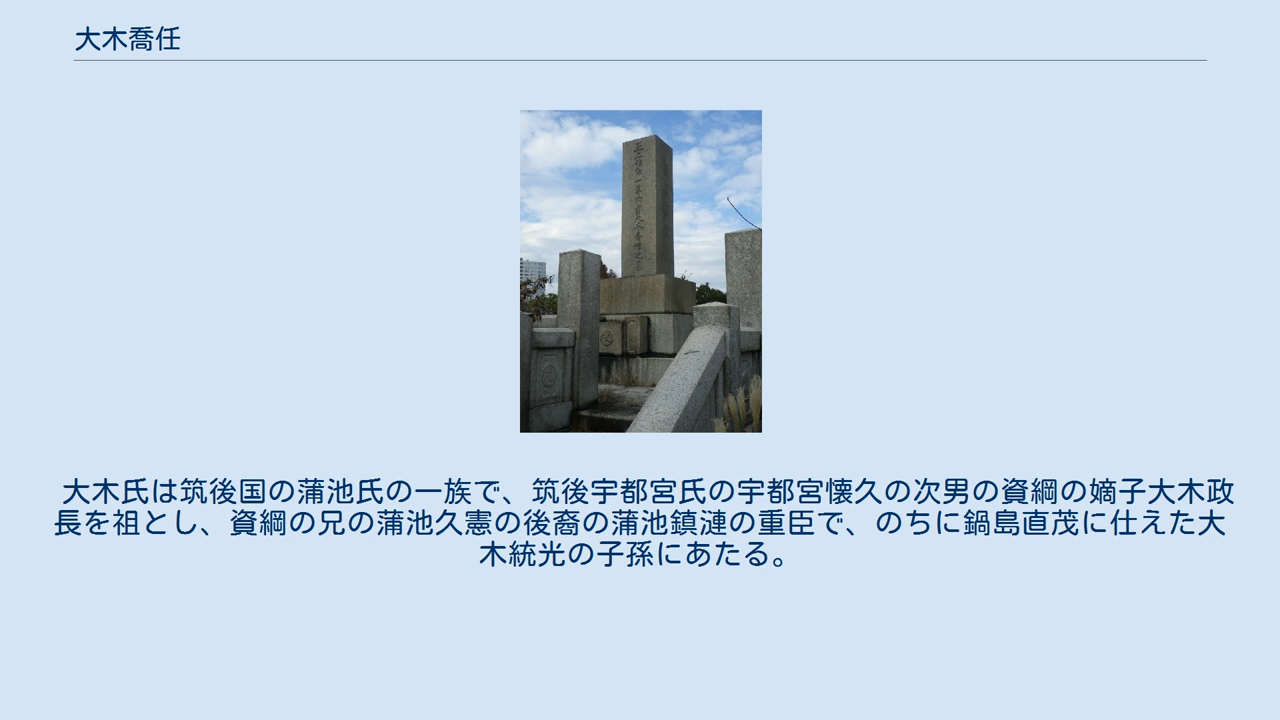 大木喬任
大木氏は筑後国の蒲池氏の一族で、筑後宇都宮氏の宇都宮懐久の次男の資綱の嫡子大木政
長を祖とし、資綱の兄の蒲池久憲の後裔の蒲池鎮漣の重臣で、のちに鍋島直茂に仕えた大
木統光の子孫にあたる。